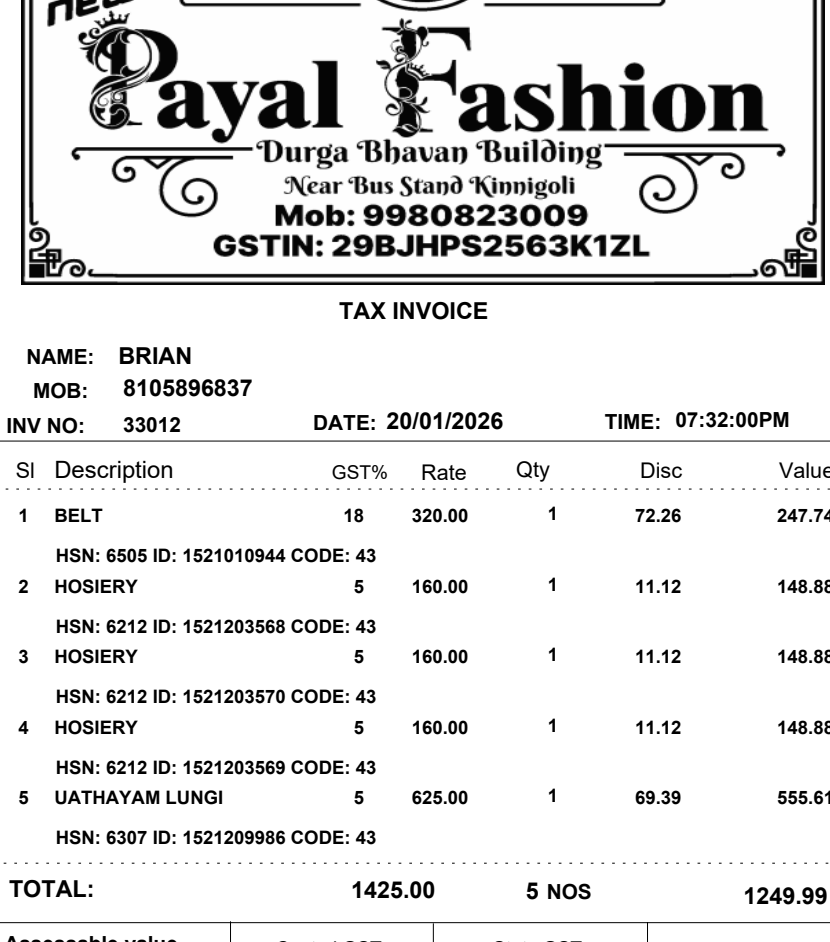 new
Payal Fashion
Durga Bhavan Building
Near Bus Stand Kinnigoli
Mob: 9980823009
GSTIN: 29BJHPS2563K1ZL
TAX INVOICE
NAME: BRIAN
MOB: 8105896837
INV NO: 33012 DATE: 20/01/2026 TIME: 07:32:00PM
Sl Description GST% Rate Qty Disc Value
1 BELT 18 320.00 1 72.26 247.74
HSN: 6505 ID: 1521010944 CODE: 43
2 HOSIERY 5 160.00 1 11.12 148.88
HSN: 6212 ID: 1521203568 CODE: 43
3 HOSIERY 5 160.00 1 11.12 148.88
HSN: 6212 ID: 1521203570 CODE: 43
4 HOSIERY 5 160.00 1 11.12 148.88
HSN: 6212 ID: 1521203569 CODE: 43
5 UATHAYAM LUNGI 5 625.00 1 69.39 555.61
HSN: 6307 ID: 1521209986 CODE: 43
TOTAL: 1425.00 5 NOS 1249.99